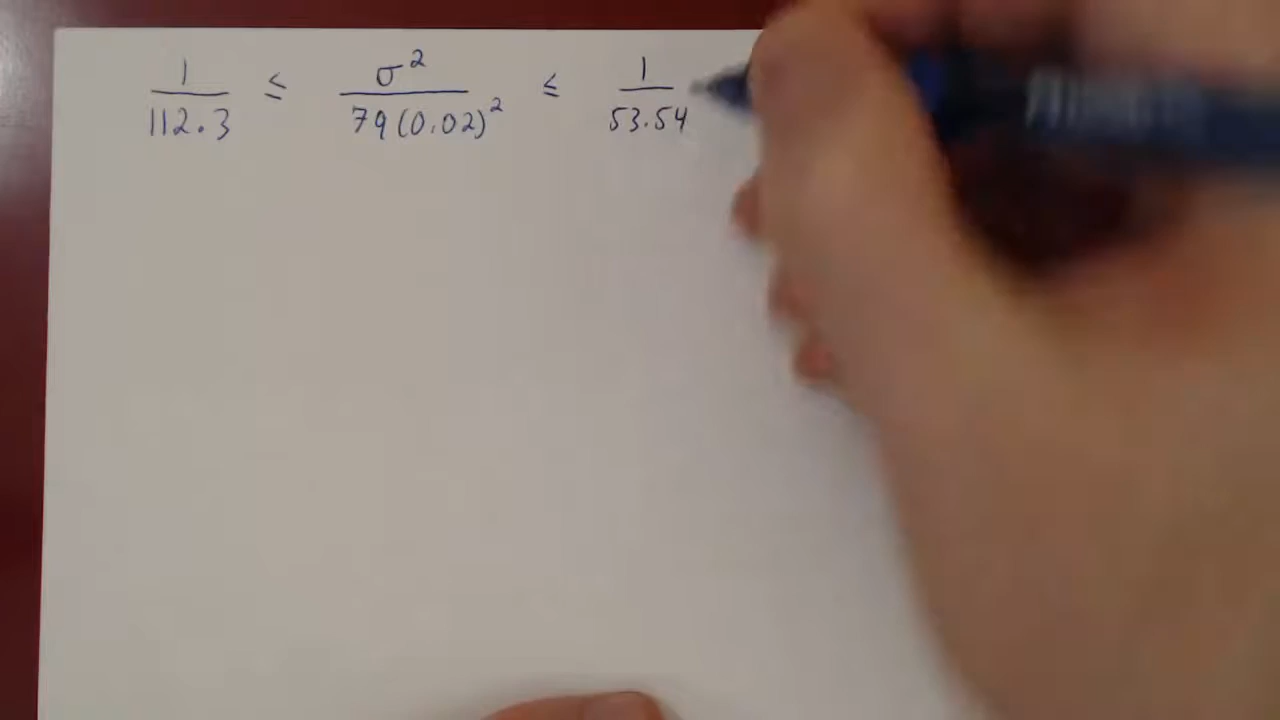 1/112.3 ≤ σ²/79(0.02)² ≤ 1/53.54